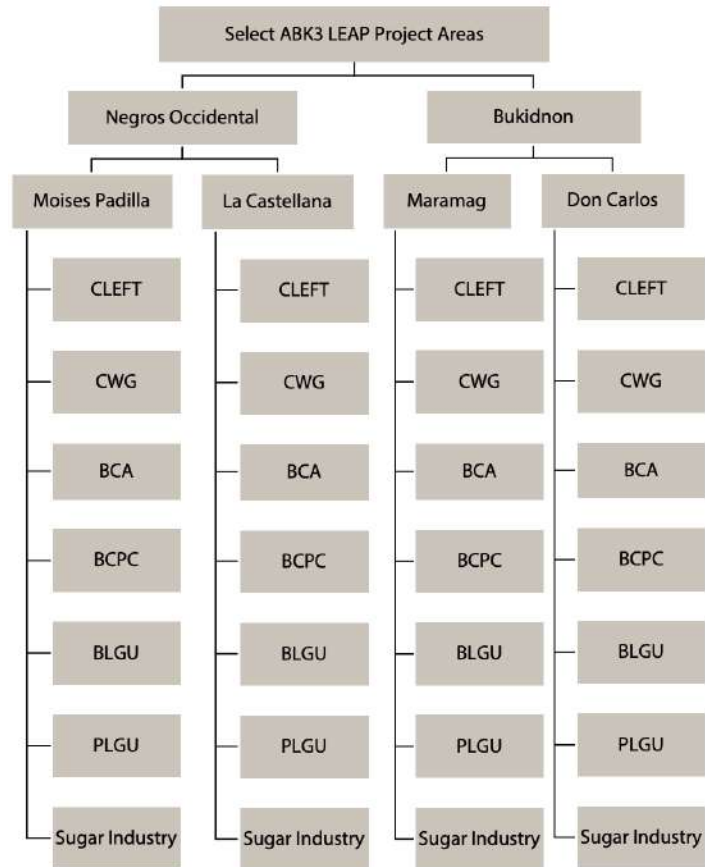 Select ABK3 LEAP Project Areas
Negros Occidental
Bukidnon
Moises Padilla
La Castellana
Maramag
Don Carlos
CLEFT
CLEFT
CLEFT
CLEFT
CWG
CWG
CWG
CWG
BCA
BCA
BCA
BCA
BCPC
BCPC
BCPC
BCPC
BLGU
BLGU
BLGU
BLGU
PLGU
PLGU
PLGU
PLGU
Sugar Industry
Sugar Industry
Sugar Industry
Sugar Industry